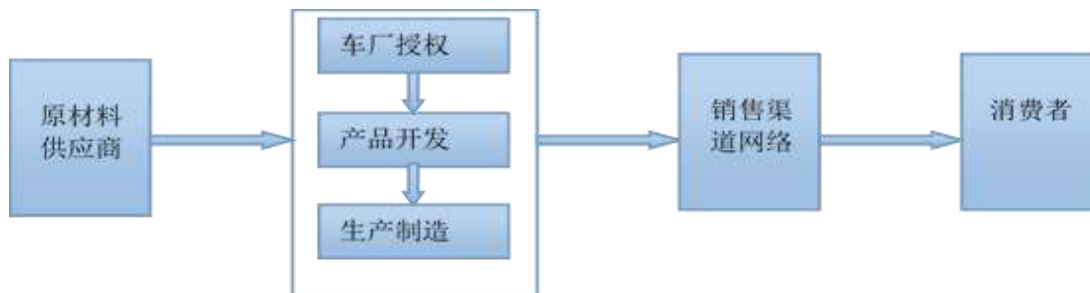 原材料
供应商
车厂授权
产品开发
生产制造
销售渠
道网络
消费者